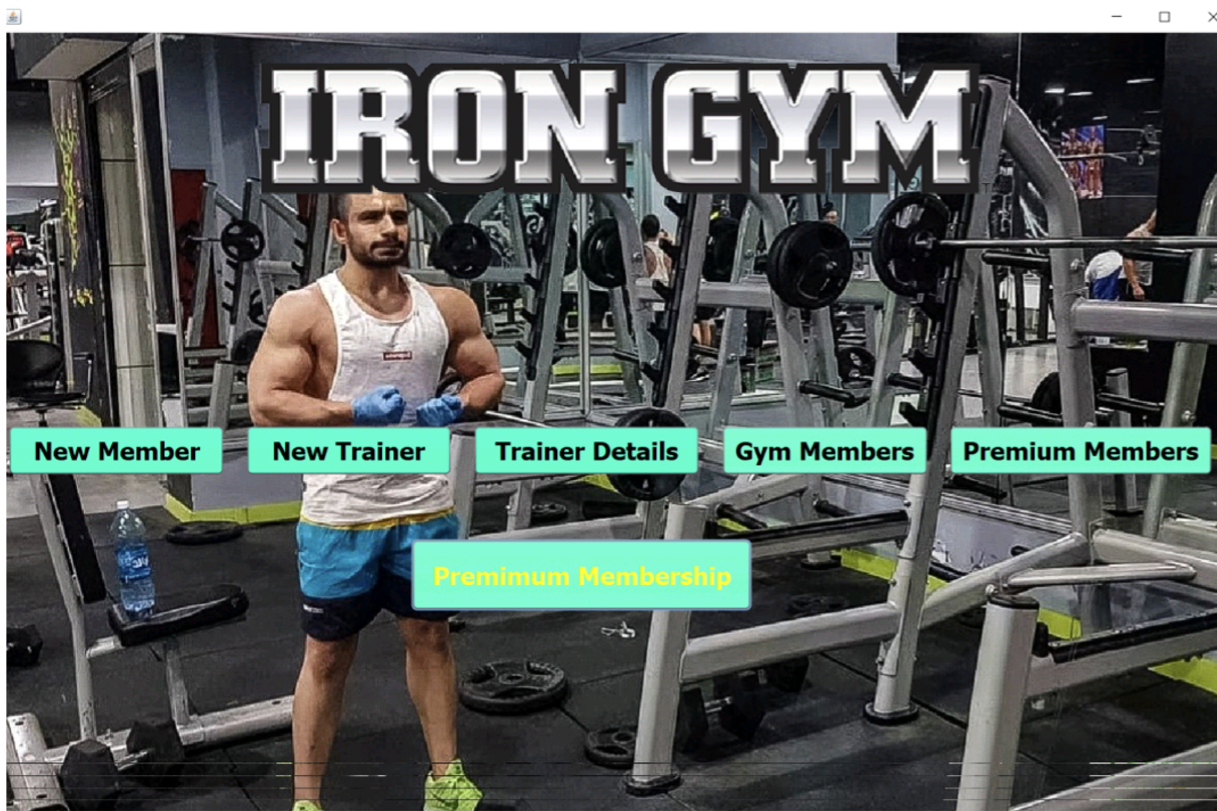 IRON GYM
New Member
New Trainer
Trainer Details
Gym Members
Premium Members
Premimum Membership